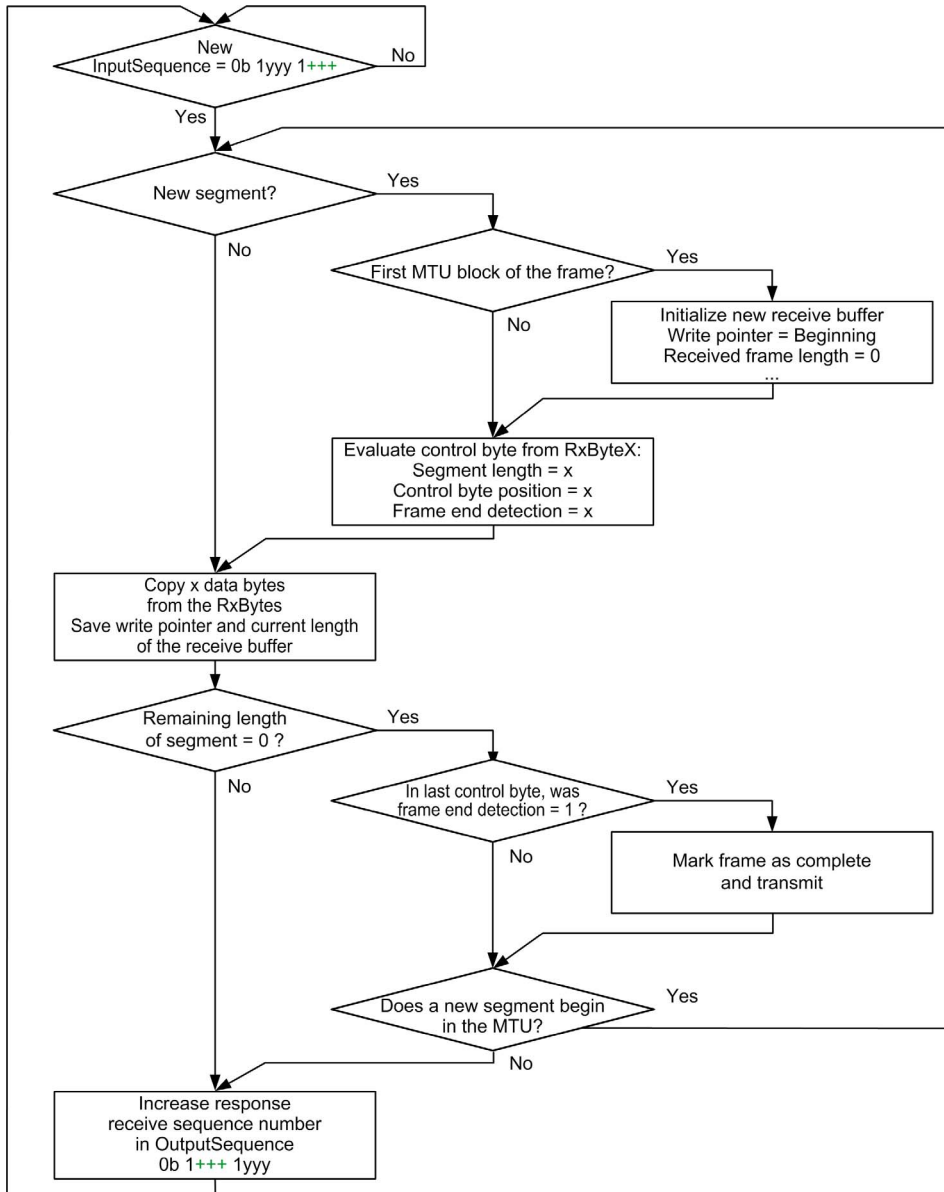 New
InputSequence = 0b 1yyy 1+++
No
Yes
New segment?
Yes
No
First MTU block of the frame?
Yes
No
Initialize new receive buffer
Write pointer = Beginning
Received frame length = 0
...
Evaluate control byte from RxByteX:
Segment length = x
Control byte position = x
Frame end detection = x
Copy x data bytes
from the RxBytes
Save write pointer and current length
of the receive buffer
Remaining length
of segment = 0 ?
Yes
No
In last control byte, was
frame end detection = 1 ?
Yes
No
Mark frame as complete
and transmit
Does a new segment begin
in the MTU?
Yes
No
Increase response
receive sequence number
in OutputSequence
0b 1+++ 1yyy